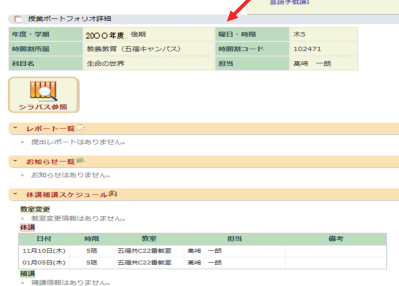 言語学概論I
授業ポートフォリオ詳細
年度・学期 20〇〇年度 後期 曜日・時限 木5
時間割所属 教養教育(五福キャンパス) 時間割コード 102471
科目名 生命の世界 担当 高崎 一朗
シラバス参照
レポート一覧
提出レポートはありません。
お知らせ一覧
お知らせはありません。
休講補講スケジュール
教室変更
教室変更情報はありません。
休講
日付 時限 教室 担当 備考
11月10日(木) 5限 五福共C22番教室 高崎 一朗
01月05日(木) 5限 五福共C22番教室 高崎 一朗
補講
補講情報はありません。